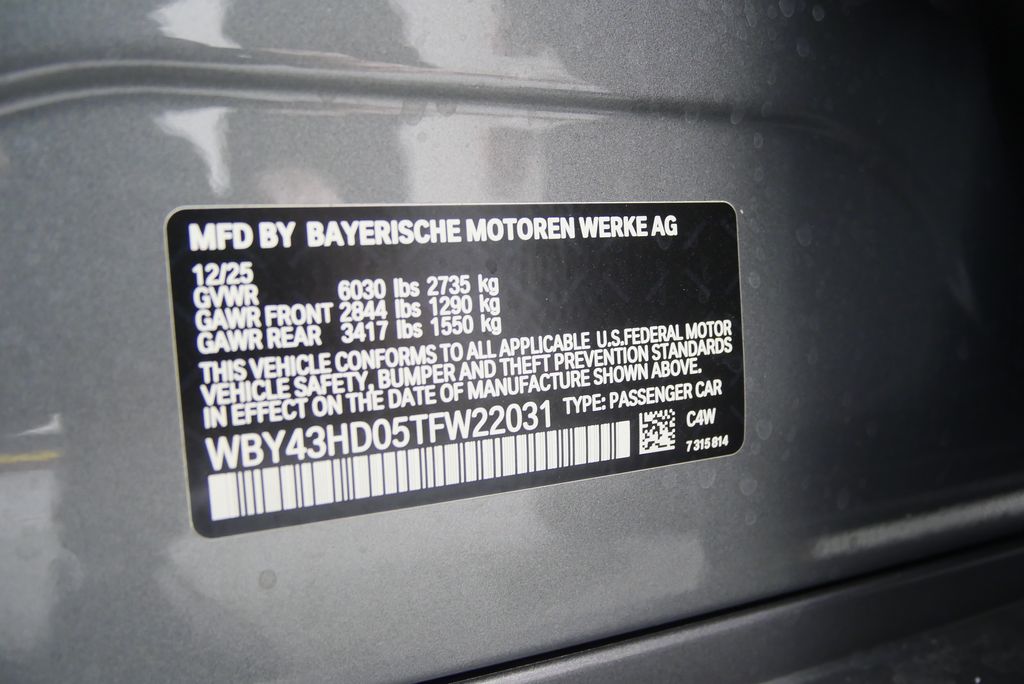 MFD BY BAYERISCHE MOTOREN WERKE AG
12/25
GVWR 6030 lbs 2735 kg
GAWR FRONT 2844 lbs 1290 kg
GAWR REAR 3417 lbs 1550 kg
THIS VEHICLE CONFORMS TO ALL APPLICABLE U.S.FEDERAL MOTOR
VEHICLE SAFETY, BUMPER AND THEFT PREVENTION STANDARDS
IN EFFECT ON THE DATE OF MANUFACTURE SHOWN ABOVE.
WBY43HD05TFW22031 TYPE: PASSENGER CAR
C4W
7 315 814